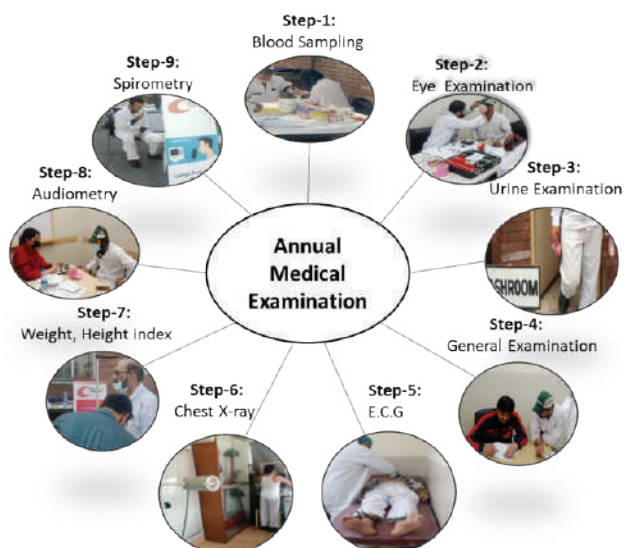 Step-1:
Blood Sampling
Step-2:
Eye Examination
Step-3:
Urine Examination
Step-4:
General Examination
Step-5:
E.C.G
Step-6:
Chest X-ray
Step-7:
Weight, Height index
Step-8:
Audiometry
Step-9:
Spirometry
Annual
Medical
Examination
SHROOM